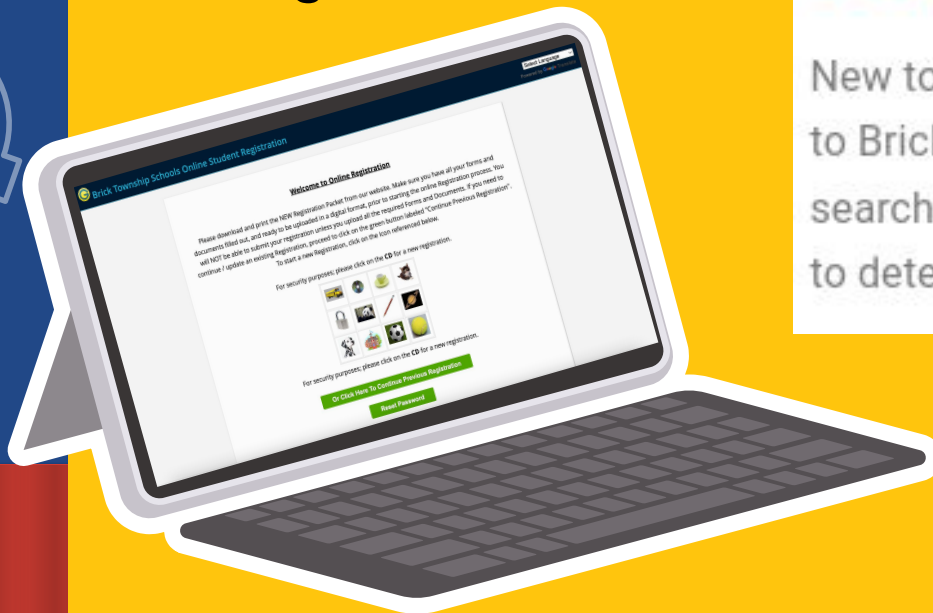 Select Language
Powered by Google Translate
Brick Township Schools Online Student Registration
Welcome to Online Registration
Please download and print the NEW Registration Packet from our website. Make sure you have all your forms and
documents filled out, and ready to be uploaded in a digital format, prior to starting the online Registration process. You
will NOT be able to submit your registration unless you upload all the required Forms and Documents. If you need to
continue / update an existing Registration, proceed to click on the green button labeled "Continue Previous Registration".
To start a new Registration, click on the icon referenced below.
For security purposes; please click on the CD for a new registration.
For security purposes; please click on the CD for a new registration.
Or Click Here To Continue Previous Registration
Reset Password
New to
to Bric
search
to dete